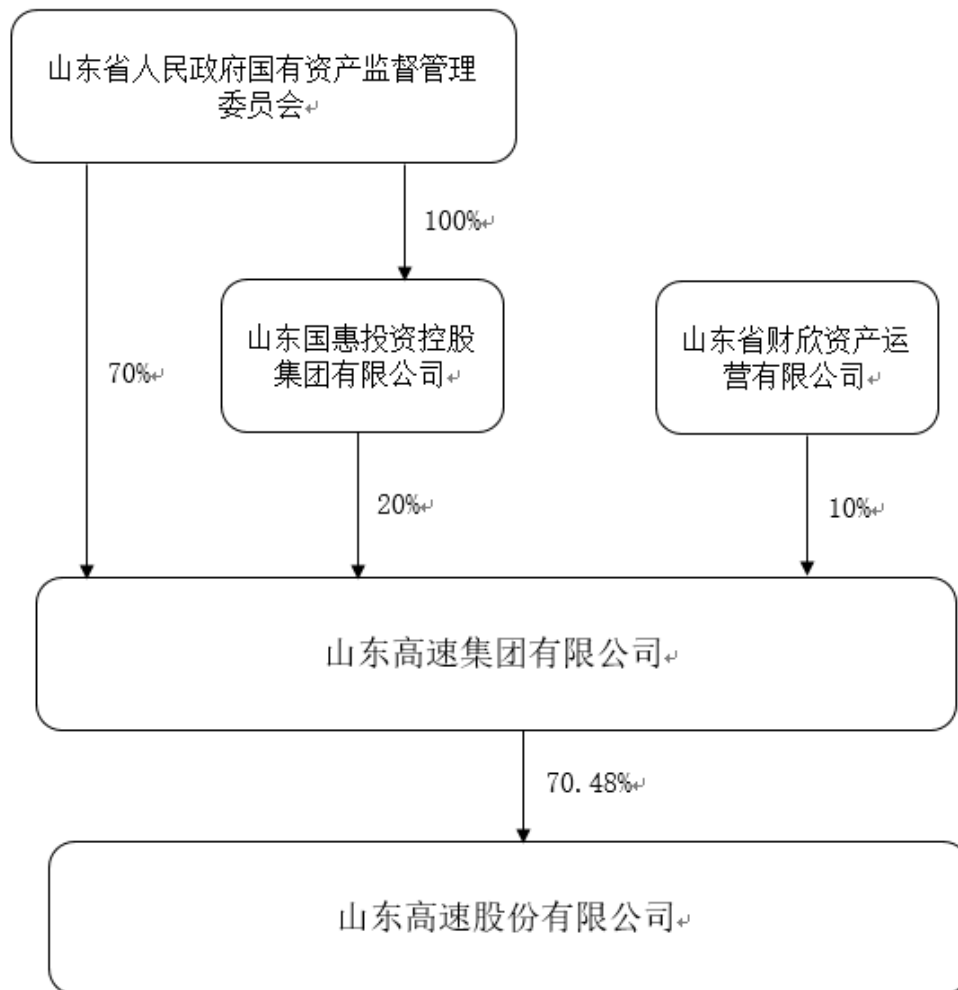 山东省人民政府国有资产监督管理
委员会↵
100%↵
山东国惠投资控股
集团有限公司↵
山东省财欣资产运
营有限公司↵
70%↵
20%↵
10%↵
山东高速集团有限公司↵
70.48%↵
山东高速股份有限公司↵